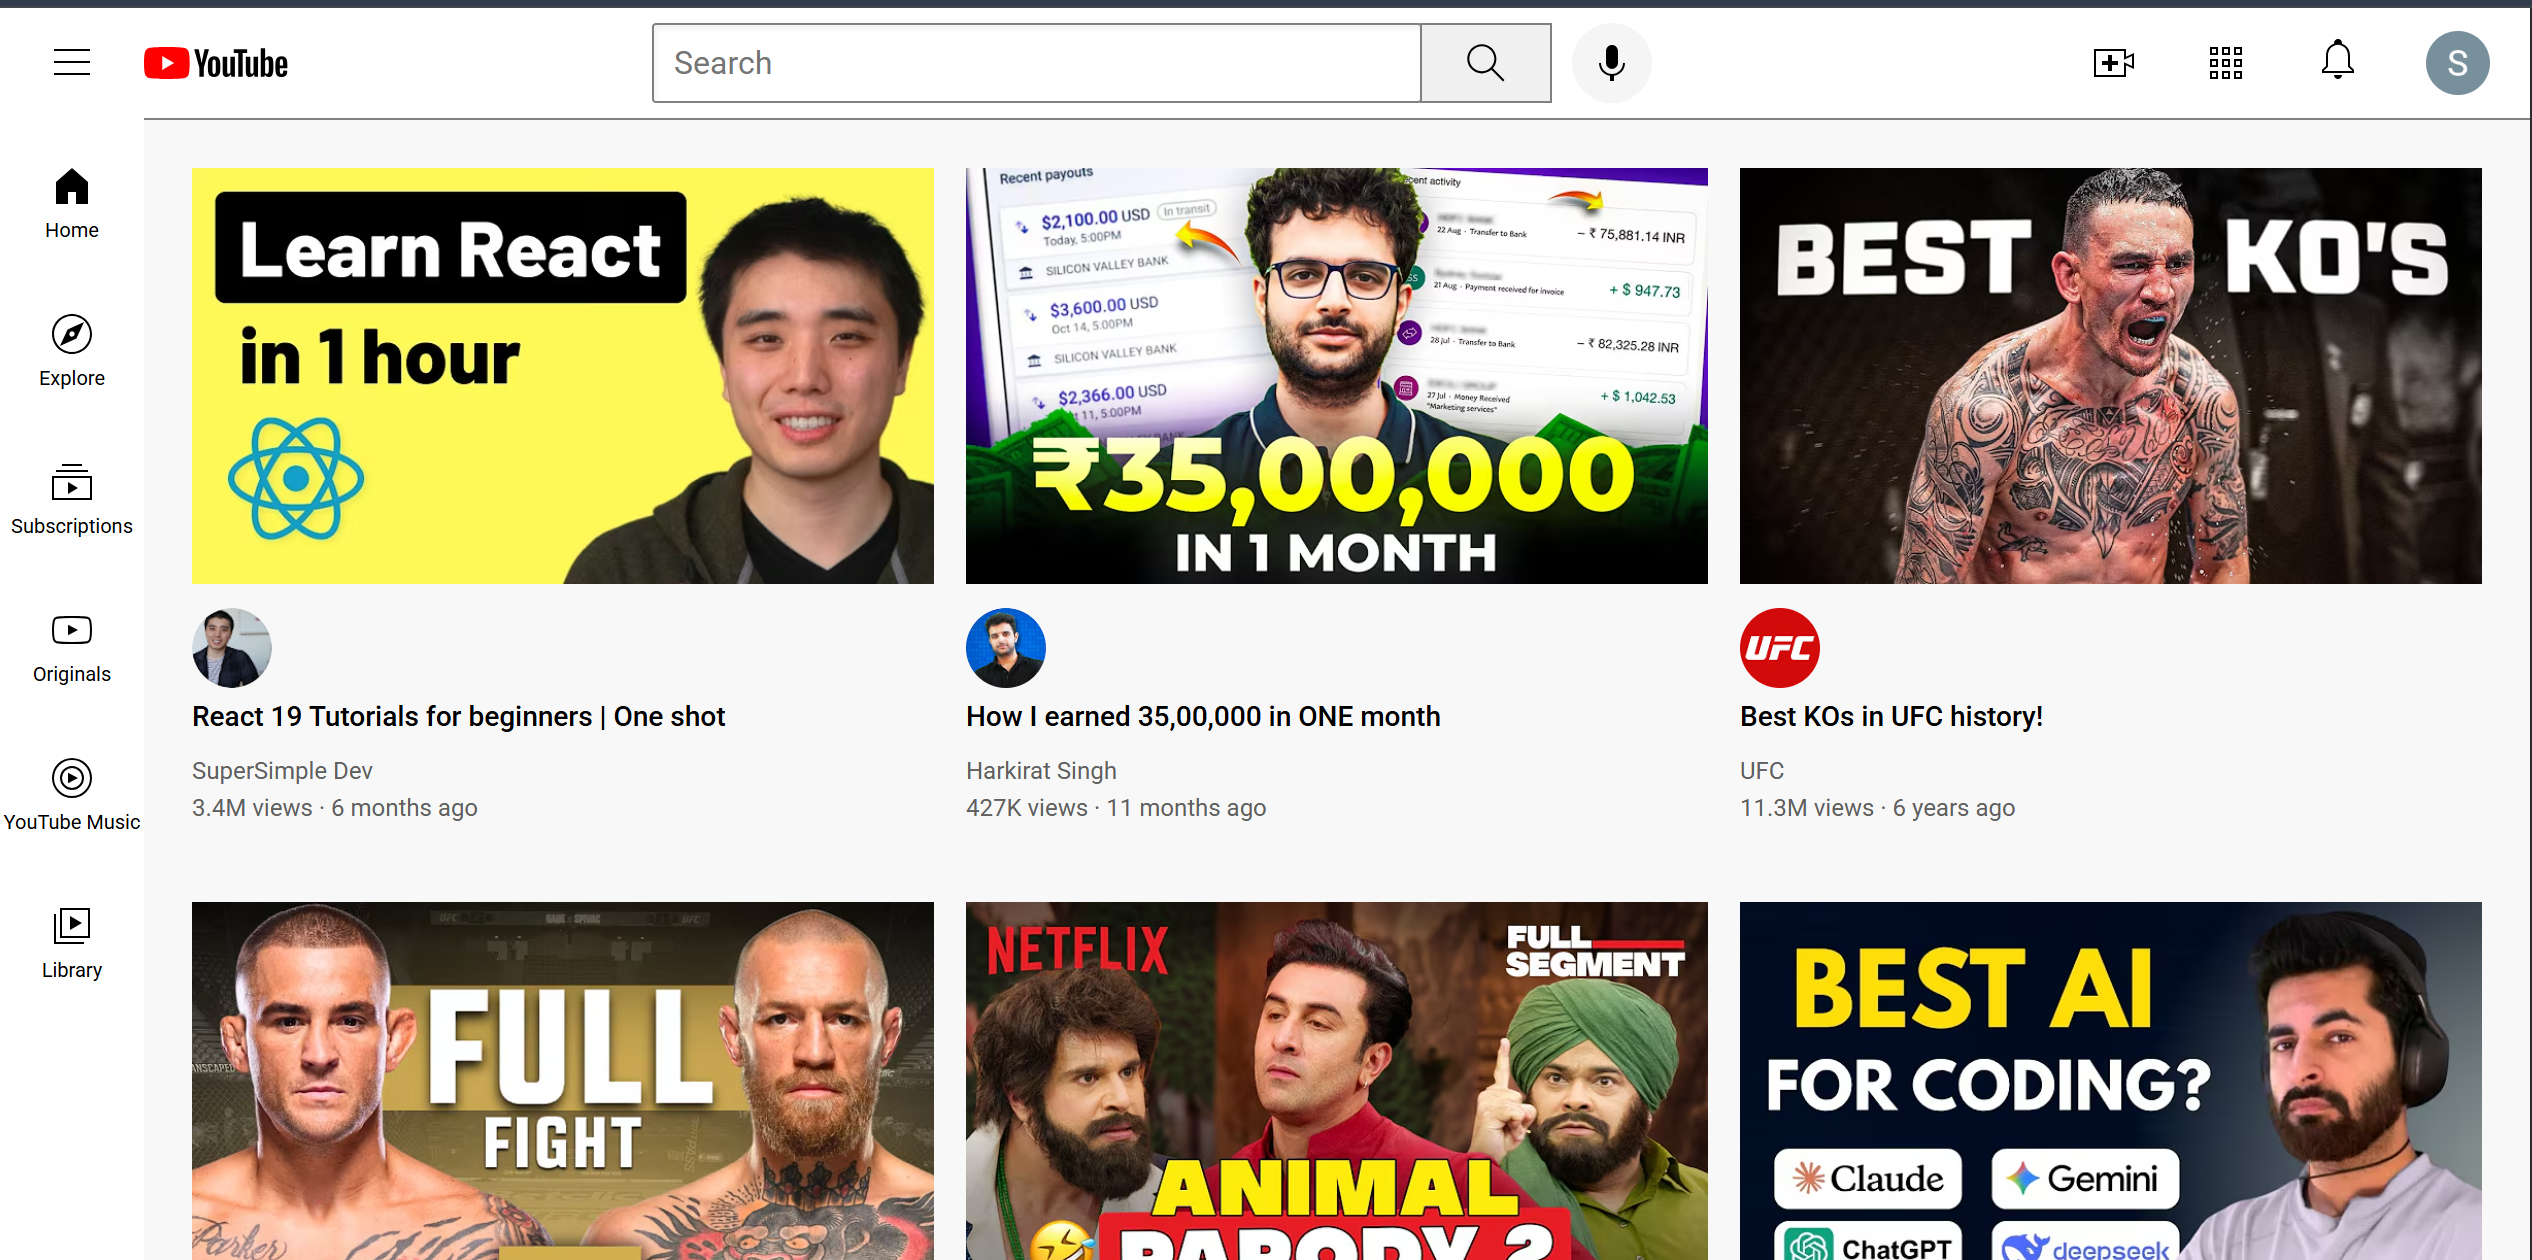 YouTube
Search
S
Home
Explore
Subscriptions
Originals
YouTube Music
Library
Learn React
in 1 hour
Recent payouts
$2,100.00 USD In transit
Today, 5:00PM
SILICON VALLEY BANK
$3,600.00 USD
Oct 14, 5:00PM
SILICON VALLEY BANK
$2,366.00 USD
11, 5:00PM
cent activity
22 Aug · Transfer to Bank
– ₹ 75,881.14 INR
21 Aug · Payment received for invoice
+ $ 947.73
28 Jul · Transfer to Bank
– ₹ 82,325.28 INR
27 Jul · Money Received
"Marketing services"
+ $ 1,042.53
₹35,00,000
IN 1 MONTH
BEST KO'S
React 19 Tutorials for beginners | One shot
SuperSimple Dev
3.4M views · 6 months ago
How I earned 35,00,000 in ONE month
Harkirat Singh
427K views · 11 months ago
UFC
Best KOs in UFC history!
UFC
11.3M views · 6 years ago
FULL
FIGHT
Parker
NETFLIX
FULL
SEGMENT
ANIMAL
PARODY 2
BEST AI
FOR CODING?
Claude
Gemini
ChatGPT
deepseek